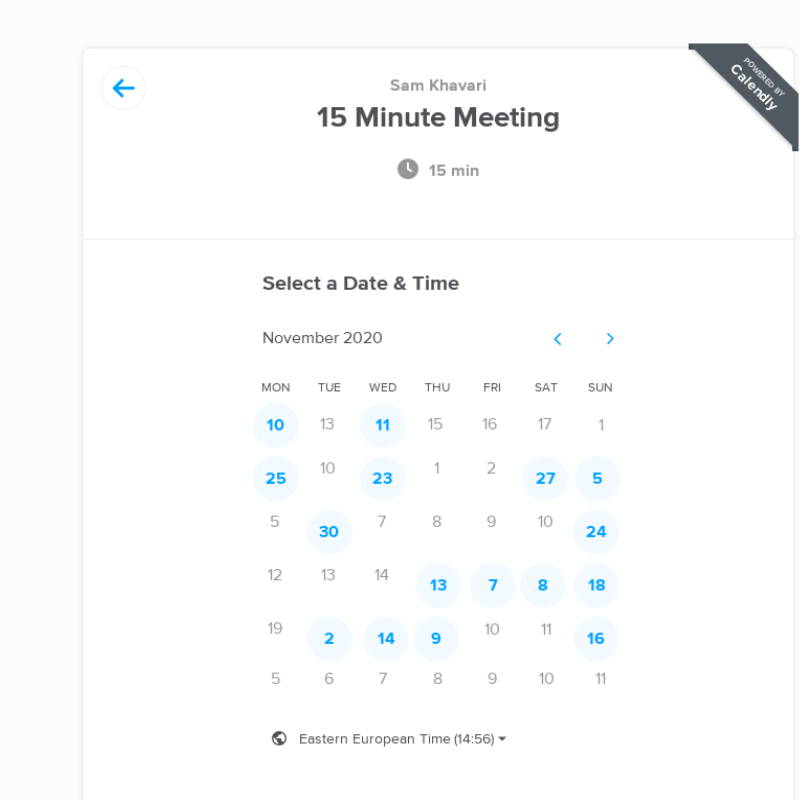 POWERED BY
Calendly
Sam Khavari
15 Minute Meeting
15 min
Select a Date & Time
November 2020
MON TUE WED THU FRI SAT SUN
10 13 11 15 16 17 1
25 10 23 1 2 27 5
5 30 7 8 9 10 24
12 13 14 13 7 8 18
19 2 14 9 10 11 16
5 6 7 8 9 10 11
Eastern European Time (14:56)